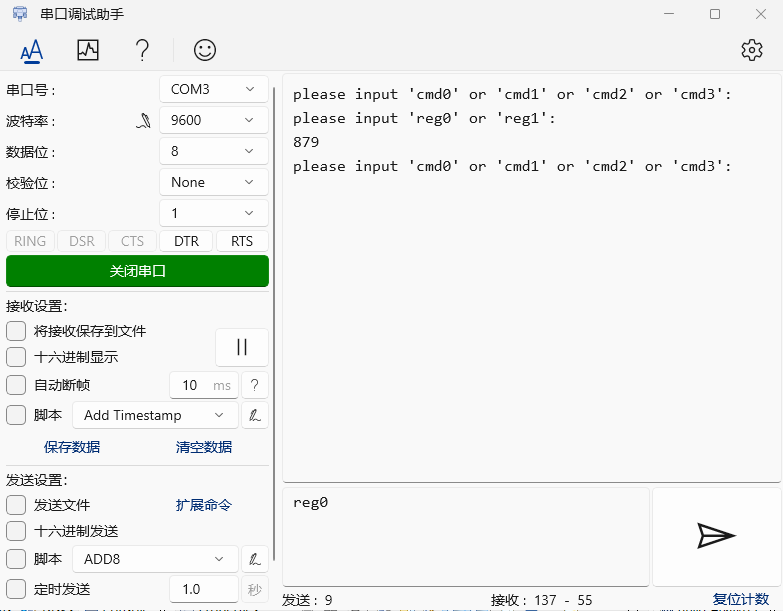 串口调试助手
串口号: COM3
波特率: 9600
数据位: 8
校验位: None
停止位: 1
RING DSR CTS DTR RTS
关闭串口
接收设置:
将接收保存到文件
十六进制显示
自动断帧 10 ms ?
脚本 Add Timestamp
保存数据 清空数据
发送设置:
发送文件 扩展命令
十六进制发送
脚本 ADD8
定时发送 1.0 秒
please input 'cmd0' or 'cmd1' or 'cmd2' or 'cmd3':
please input 'reg0' or 'reg1':
879
please input 'cmd0' or 'cmd1' or 'cmd2' or 'cmd3':
reg0
发送: 9 接收: 137 - 55 复位计数